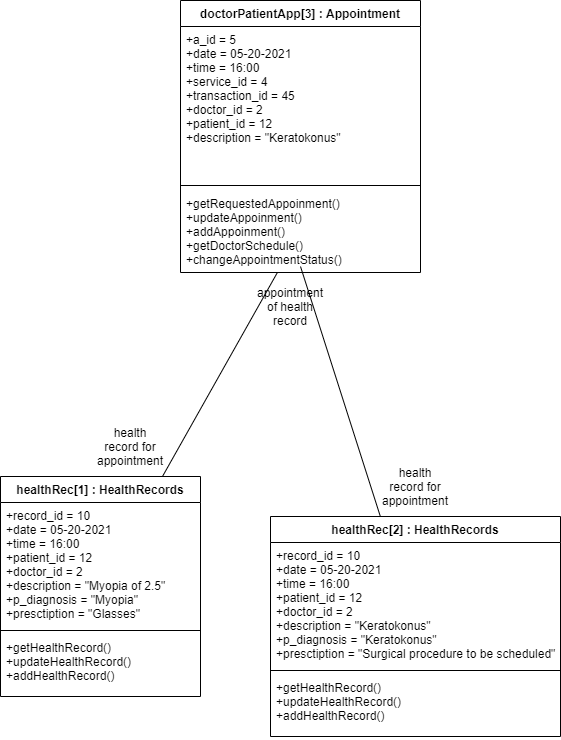 doctorPatientApp[3] : Appointment
+a_id = 5
+date = 05-20-2021
+time = 16:00
+service_id = 4
+transaction_id = 45
+doctor_id = 2
+patient_id = 12
+description = "Keratokonus"
+getRequestedAppoinment()
+updateAppoinment()
+addAppoinment()
+getDoctorSchedule()
+changeAppointmentStatus()
appointment
of health
record
health
record for
appointment
healthRec[1] : HealthRecords
+record_id = 10
+date = 05-20-2021
+time = 16:00
+patient_id = 12
+doctor_id = 2
+description = "Myopia of 2.5"
+p_diagnosis = "Myopia"
+presctiption = "Glasses"
+getHealthRecord()
+updateHealthRecord()
+addHealthRecord()
health
record for
appointment
healthRec[2] : HealthRecords
+record_id = 10
+date = 05-20-2021
+time = 16:00
+patient_id = 12
+doctor_id = 2
+description = "Keratokonus"
+p_diagnosis = "Keratokonus"
+presctiption = "Surgical procedure to be scheduled"
+getHealthRecord()
+updateHealthRecord()
+addHealthRecord()